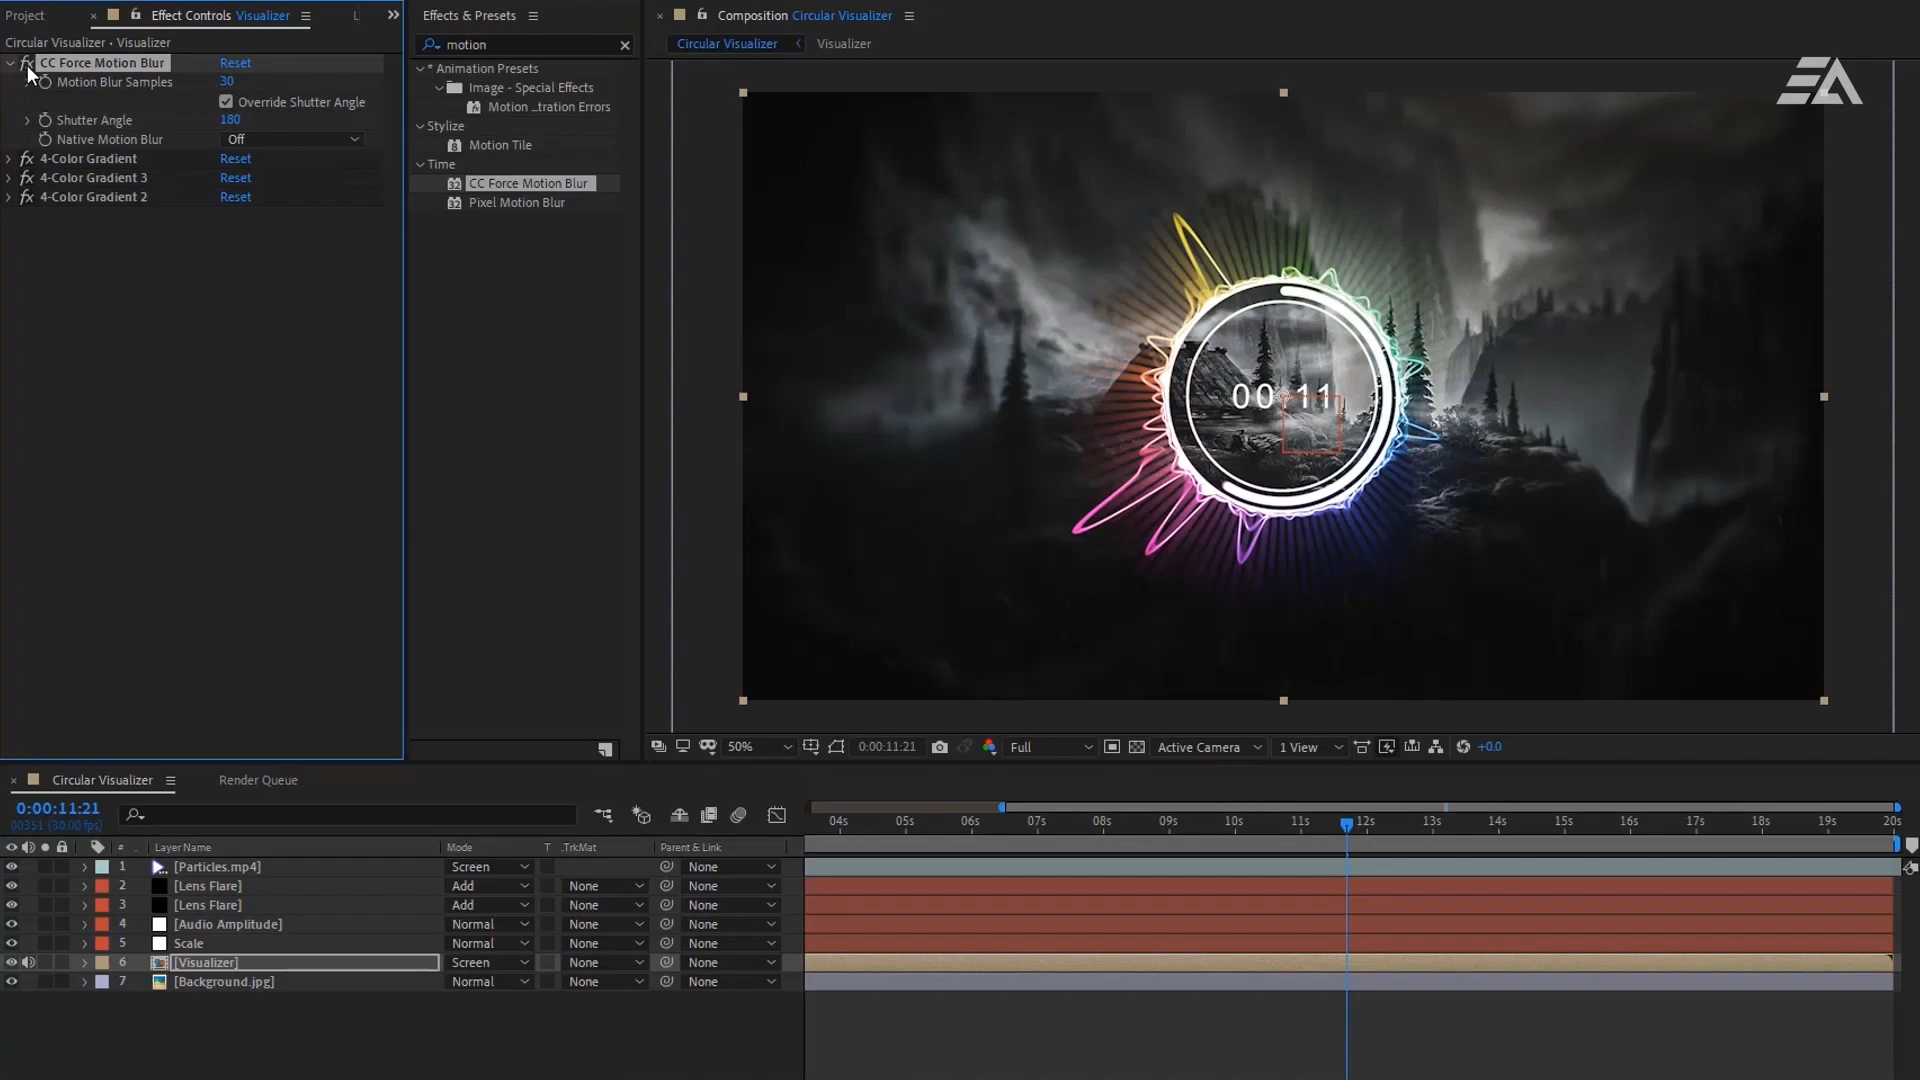 Project
Effect Controls Visualizer
L
Effects & Presets
Composition Circular Visualizer
Circular Visualizer • Visualizer
motion
Circular Visualizer
Visualizer
fx CC Force Motion Blur Reset
Motion Blur Samples 30
Override Shutter Angle
Shutter Angle 180
Native Motion Blur Off
fx 4-Color Gradient Reset
fx 4-Color Gradient 3 Reset
fx 4-Color Gradient 2 Reset
* Animation Presets
Image - Special Effects
Motion ...tration Errors
Stylize
Motion Tile
Time
CC Force Motion Blur
Pixel Motion Blur
EA
00:11
50%
0:00:11:21
Full
Active Camera
1 View
+0.0
Circular Visualizer
Render Queue
0:00:11:21
00351 (30.00 fps)
04s 05s 06s 07s 08s 09s 10s 11s 12s 13s 14s 15s 16s 17s 18s 19s 20s
# Layer Name Mode T .TrkMat Parent & Link
1 [Particles.mp4] Screen None
2 [Lens Flare] Add None None
3 [Lens Flare] Add None None
4 [Audio Amplitude] Normal None None
5 Scale Normal None None
6 [Visualizer] Screen None None
7 [Background.jpg] Normal None None